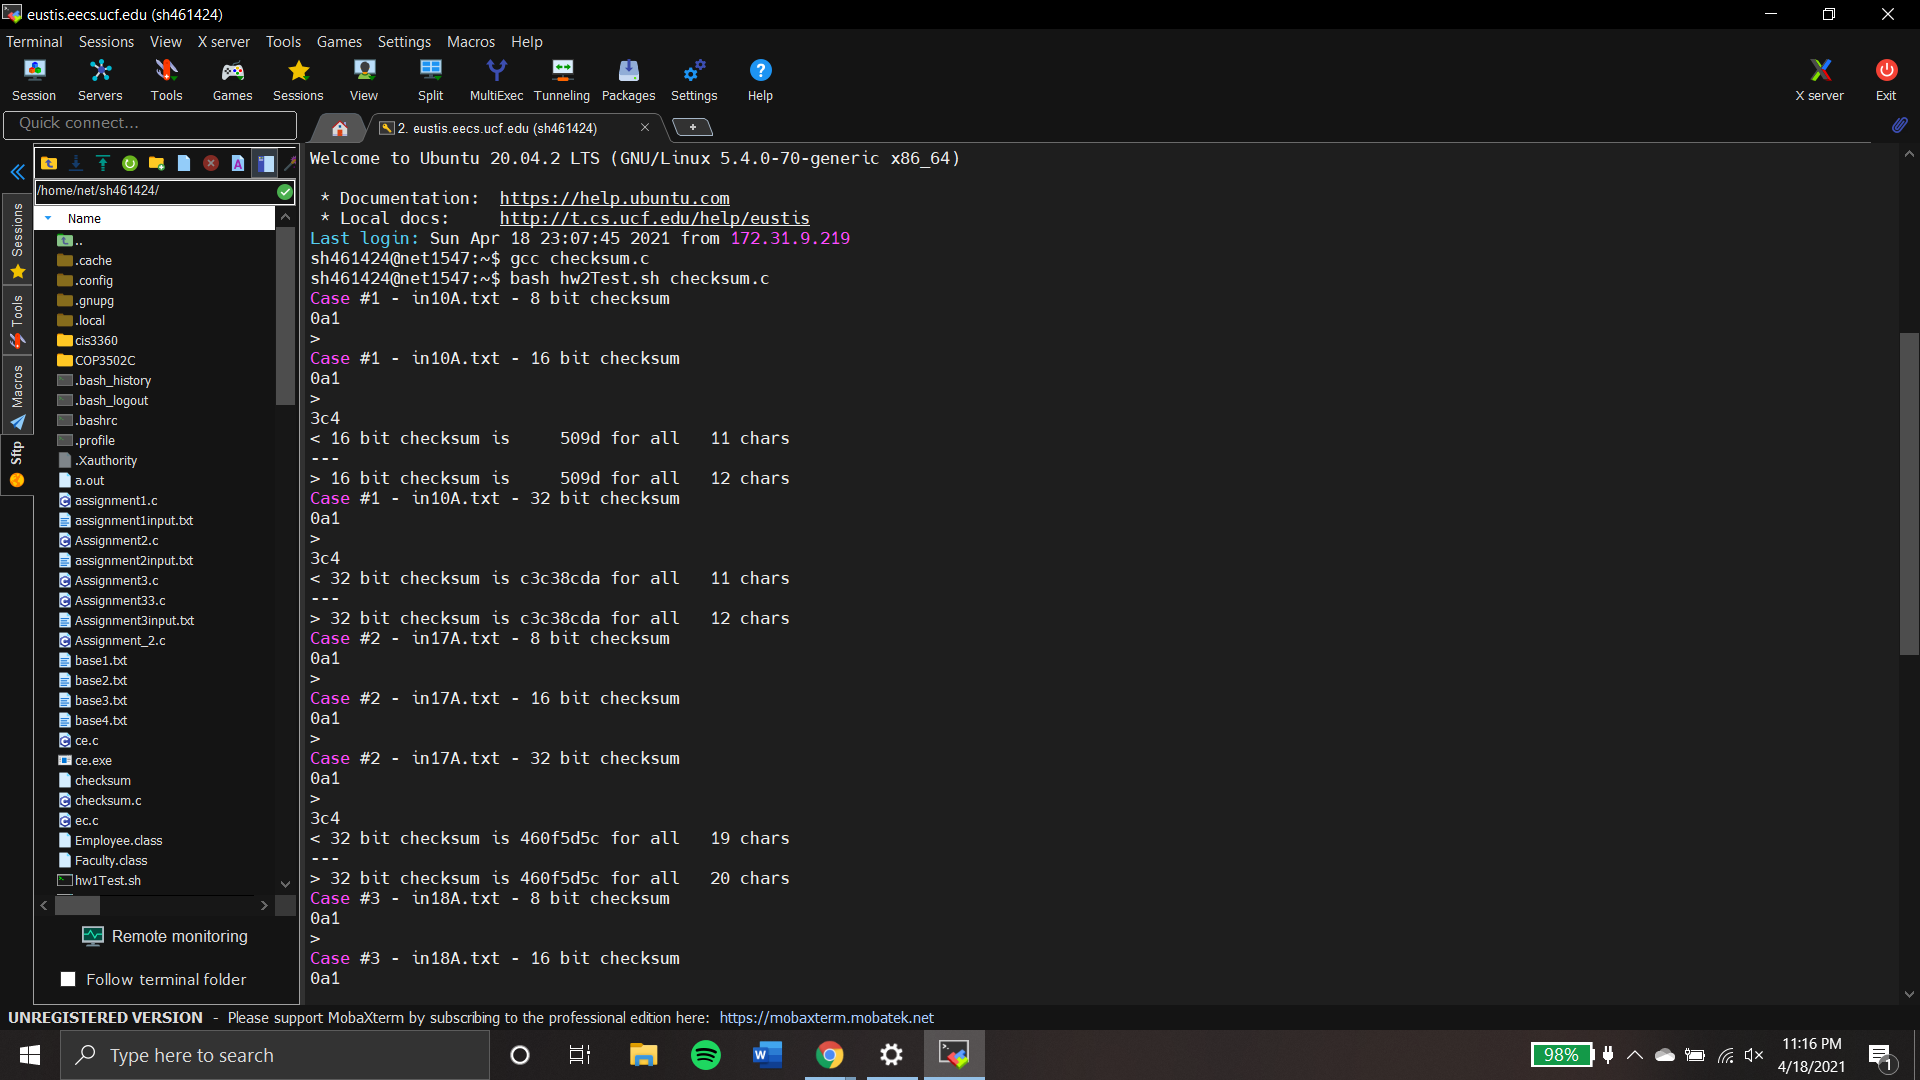 eustis.eecs.ucf.edu (sh461424)
Terminal Sessions View X server Tools Games Settings Macros Help
Session Servers Tools Games Sessions View Split MultiExec Tunneling Packages Settings Help X server Exit
Quick connect...
2. eustis.eecs.ucf.edu (sh461424)
/home/net/sh461424/
Sessions
Tools
Macros
Sftp
Name
..
.cache
.config
.gnupg
.local
cis3360
COP3502C
.bash_history
.bash_logout
.bashrc
.profile
.Xauthority
a.out
assignment1.c
assignment1input.txt
Assignment2.c
assignment2input.txt
Assignment3.c
Assignment33.c
Assignment3input.txt
Assignment_2.c
base1.txt
base2.txt
base3.txt
base4.txt
ce.c
ce.exe
checksum
checksum.c
ec.c
Employee.class
Faculty.class
hw1Test.sh
Remote monitoring
Follow terminal folder
Welcome to Ubuntu 20.04.2 LTS (GNU/Linux 5.4.0-70-generic x86_64)
* Documentation:  https://help.ubuntu.com
* Local docs:     http://t.cs.ucf.edu/help/eustis
Last login: Sun Apr 18 23:07:45 2021 from 172.31.9.219
sh461424@net1547:~$ gcc checksum.c
sh461424@net1547:~$ bash hw2Test.sh checksum.c
Case #1 - in10A.txt - 8 bit checksum
0a1
>
Case #1 - in10A.txt - 16 bit checksum
0a1
>
3c4
< 16 bit checksum is     509d for all   11 chars
---
> 16 bit checksum is     509d for all   12 chars
Case #1 - in10A.txt - 32 bit checksum
0a1
>
3c4
< 32 bit checksum is c3c38cda for all   11 chars
---
> 32 bit checksum is c3c38cda for all   12 chars
Case #2 - in17A.txt - 8 bit checksum
0a1
>
Case #2 - in17A.txt - 16 bit checksum
0a1
>
Case #2 - in17A.txt - 32 bit checksum
0a1
>
3c4
< 32 bit checksum is 460f5d5c for all   19 chars
---
> 32 bit checksum is 460f5d5c for all   20 chars
Case #3 - in18A.txt - 8 bit checksum
0a1
>
Case #3 - in18A.txt - 16 bit checksum
0a1
UNREGISTERED VERSION - Please support MobaXterm by subscribing to the professional edition here: https://mobaxterm.mobatek.net
Type here to search
98%
11:16 PM
4/18/2021
1